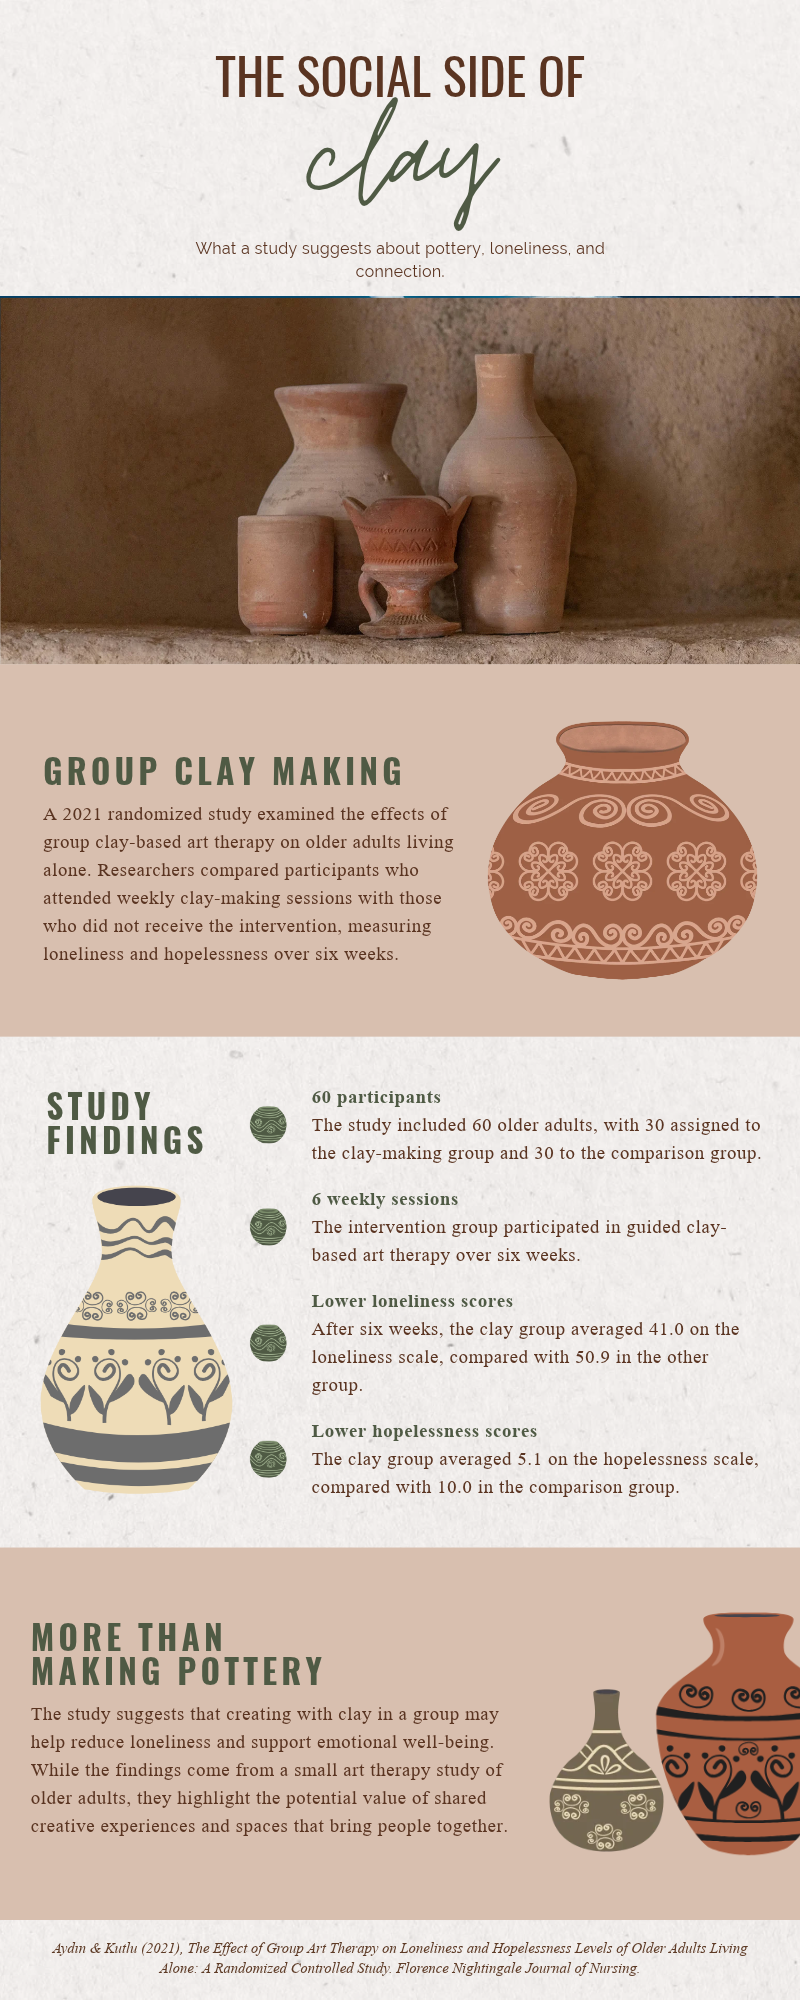 THE SOCIAL SIDE OF
clay
What a study suggests about pottery, loneliness, and
connection.
GROUP CLAY MAKING
A 2021 randomized study examined the effects of
group clay-based art therapy on older adults living
alone. Researchers compared participants who
attended weekly clay-making sessions with those
who did not receive the intervention, measuring
loneliness and hopelessness over six weeks.
STUDY
FINDINGS
60 participants
The study included 60 older adults, with 30 assigned to
the clay-making group and 30 to the comparison group.
6 weekly sessions
The intervention group participated in guided clay-
based art therapy over six weeks.
Lower loneliness scores
After six weeks, the clay group averaged 41.0 on the
loneliness scale, compared with 50.9 in the other
group.
Lower hopelessness scores
The clay group averaged 5.1 on the hopelessness scale,
compared with 10.0 in the comparison group.
MORE THAN
MAKING POTTERY
The study suggests that creating with clay in a group may
help reduce loneliness and support emotional well-being.
While the findings come from a small art therapy study of
older adults, they highlight the potential value of shared
creative experiences and spaces that bring people together.
Aydın & Kutlu (2021), The Effect of Group Art Therapy on Loneliness and Hopelessness Levels of Older Adults Living
Alone: A Randomized Controlled Study. Florence Nightingale Journal of Nursing.